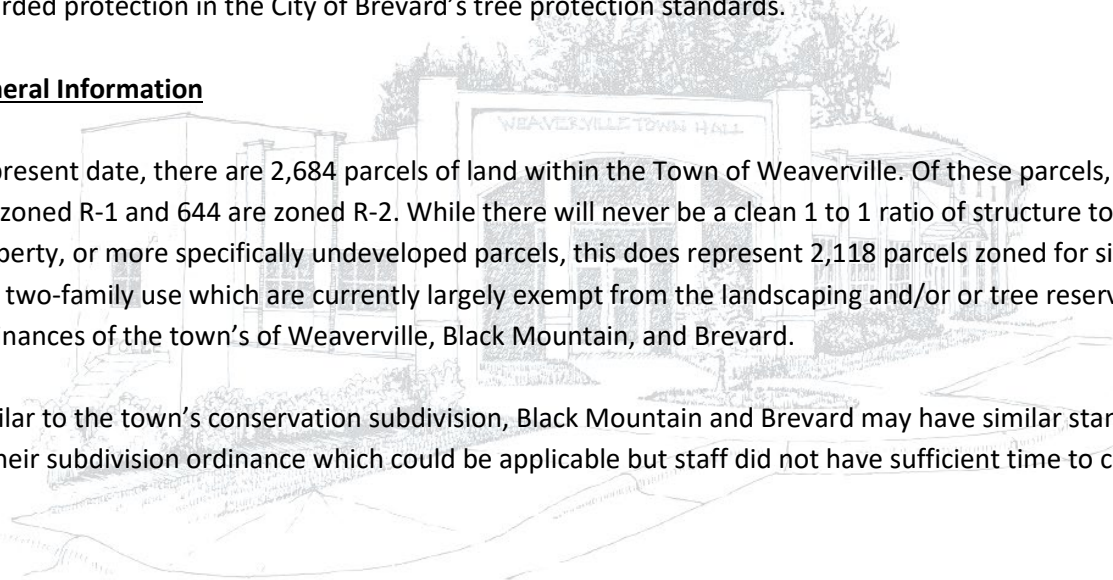 rded protection in the City of Brevard's tree protection standards.
neral Information
WEAVERVILLE TOWN HALL
present date, there are 2,684 parcels of land within the Town of Weaverville. Of these parcels,
zoned R-1 and 644 are zoned R-2. While there will never be a clean 1 to 1 ratio of structure to
perty, or more specifically undeveloped parcels, this does represent 2,118 parcels zoned for si
two-family use which are currently largely exempt from the landscaping and/or or tree reserv
inances of the town's of Weaverville, Black Mountain, and Brevard.
ilar to the town's conservation subdivision, Black Mountain and Brevard may have similar stan
heir subdivision ordinance which could be applicable but staff did not have sufficient time to c